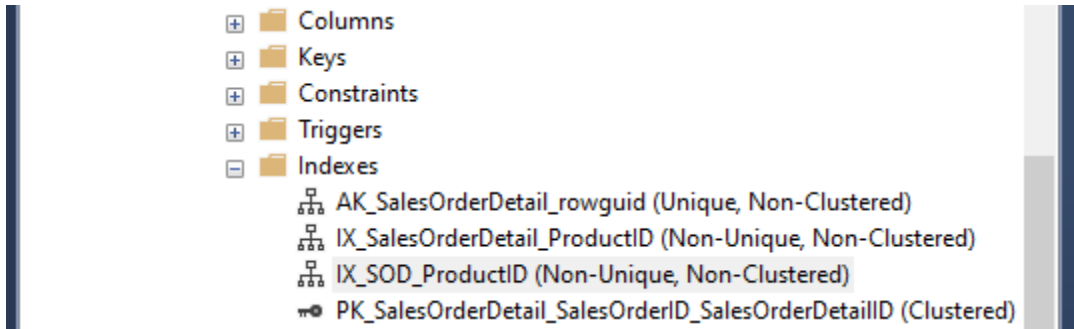 Columns
Keys
Constraints
Triggers
Indexes
AK_SalesOrderDetail_rowguid (Unique, Non-Clustered)
IX_SalesOrderDetail_ProductID (Non-Unique, Non-Clustered)
IX_SOD_ProductID (Non-Unique, Non-Clustered)
PK_SalesOrderDetail_SalesOrderID_SalesOrderDetailID (Clustered)